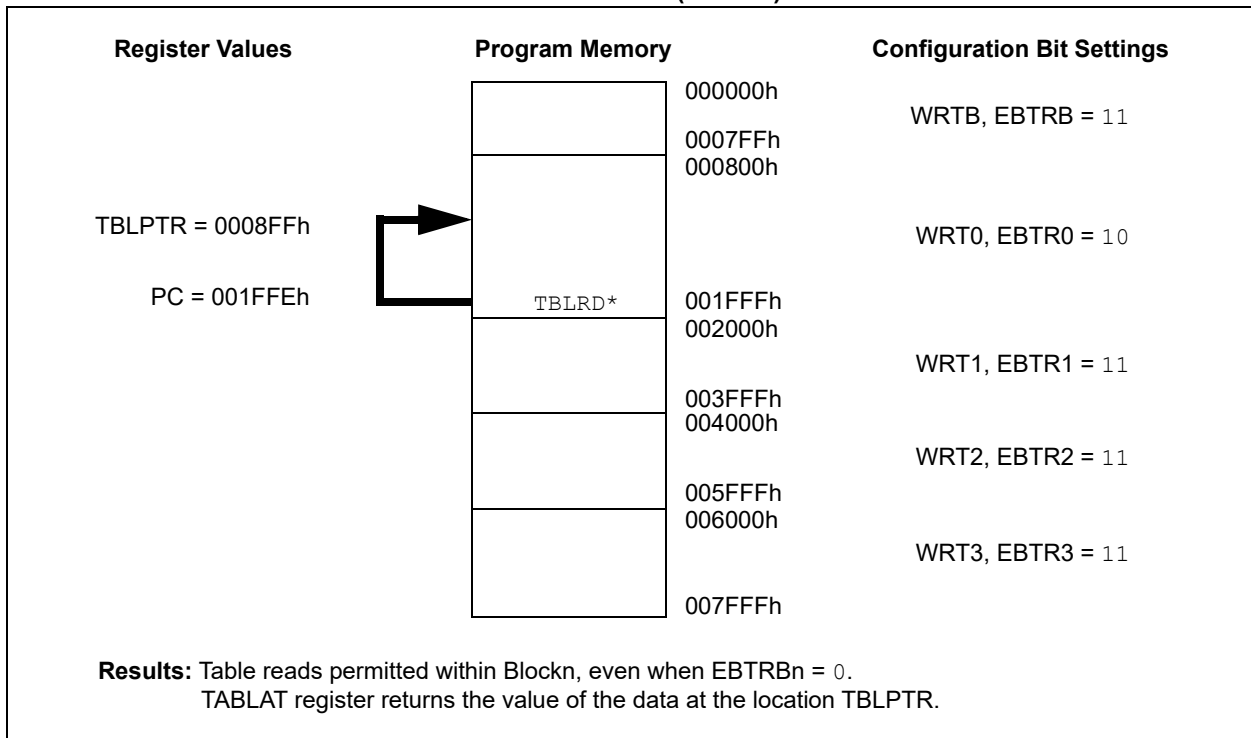 Register Values Program Memory Configuration Bit Settings
000000h
WRTB, EBTRB = 11
0007FFh
000800h
TBLPTR = 0008FFh
WRT0, EBTR0 = 10
PC = 001FFEh
TBLRD*
001FFFh
002000h
WRT1, EBTR1 = 11
003FFFh
004000h
WRT2, EBTR2 = 11
005FFFh
006000h
WRT3, EBTR3 = 11
007FFFh
Results: Table reads permitted within Blockn, even when EBTRBn = 0.
TABLAT register returns the value of the data at the location TBLPTR.